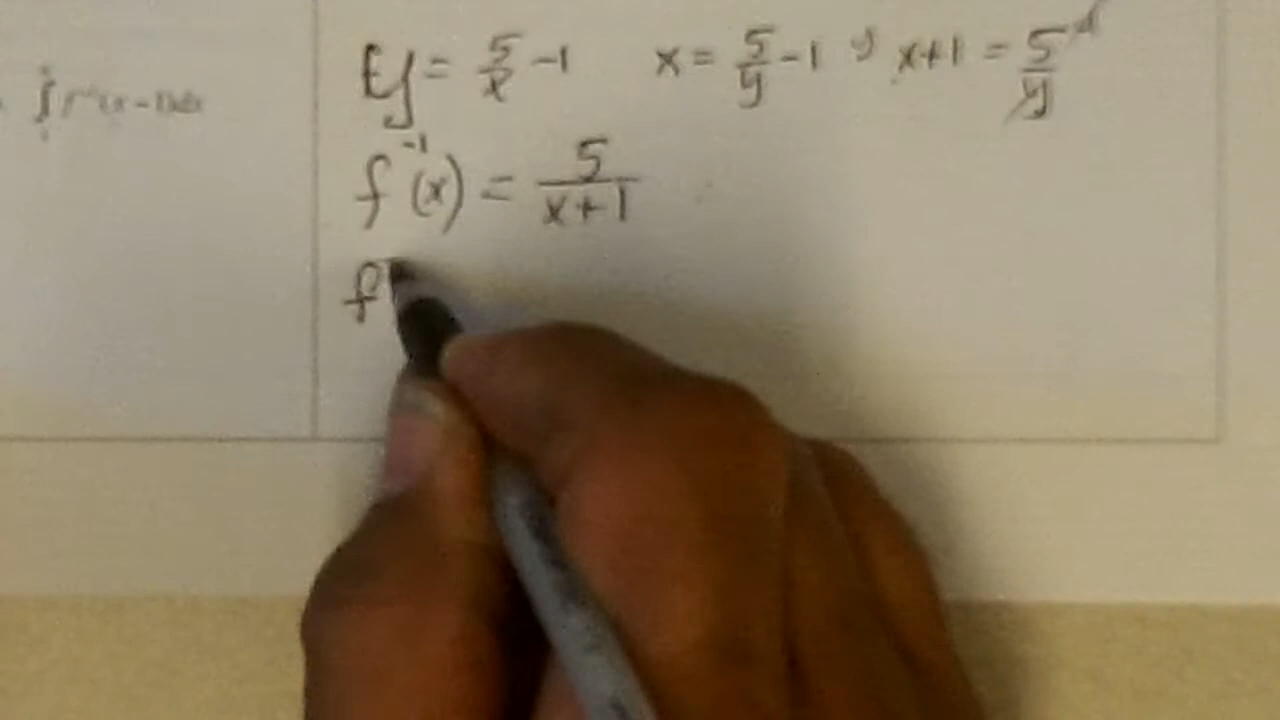 y = 5/x - 1 x = 5/y - 1 y x+1 = 5/y
f⁻¹(x) = 5/(x+1)
f